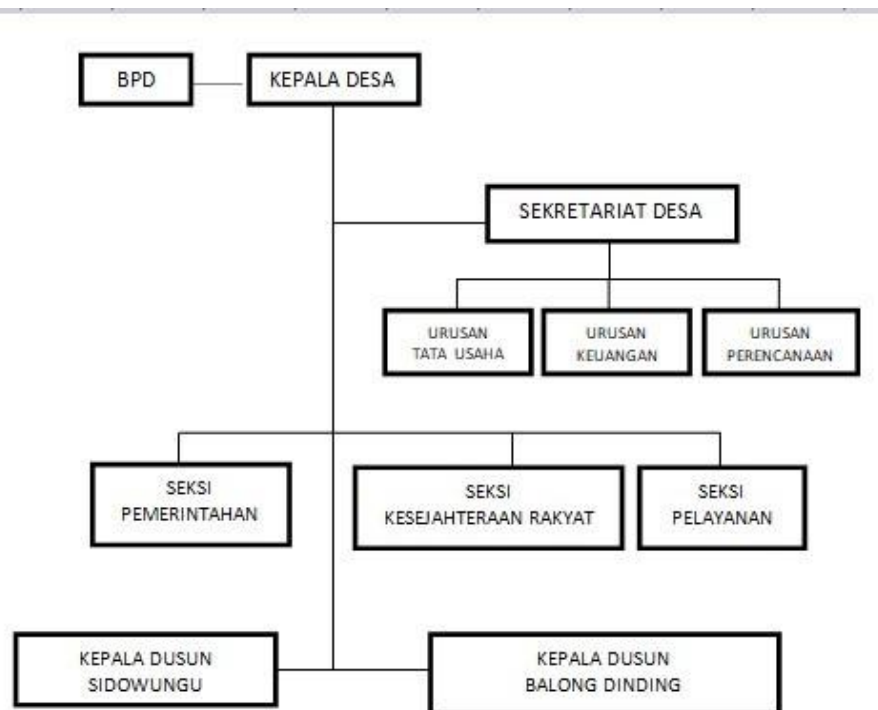 BPD
KEPALA DESA
SEKRETARIAT DESA
URUSAN
TATA USAHA
URUSAN
KEUANGAN
URUSAN
PERENCANAAN
SEKSI
PEMERINTAHAN
SEKSI
KESEJAHTERAAN RAKYAT
SEKSI
PELAYANAN
KEPALA DUSUN
SIDOWUNGU
KEPALA DUSUN
BALONG DINDING